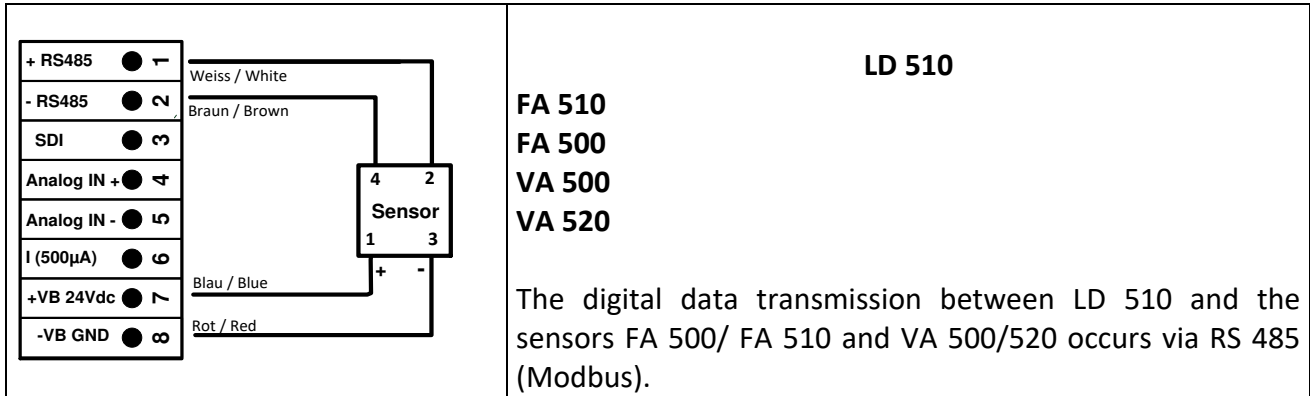 + RS485 1
- RS485 2
SDI 3
Analog IN + 4
Analog IN - 5
I (500µA) 6
+VB 24Vdc 7
-VB GND 8
Weiss / White
Braun / Brown
Blau / Blue
Rot / Red
4 2
Sensor
1 3
+ -
LD 510
FA 510
FA 500
VA 500
VA 520
The digital data transmission between LD 510 and the
sensors FA 500/ FA 510 and VA 500/520 occurs via RS 485
(Modbus).